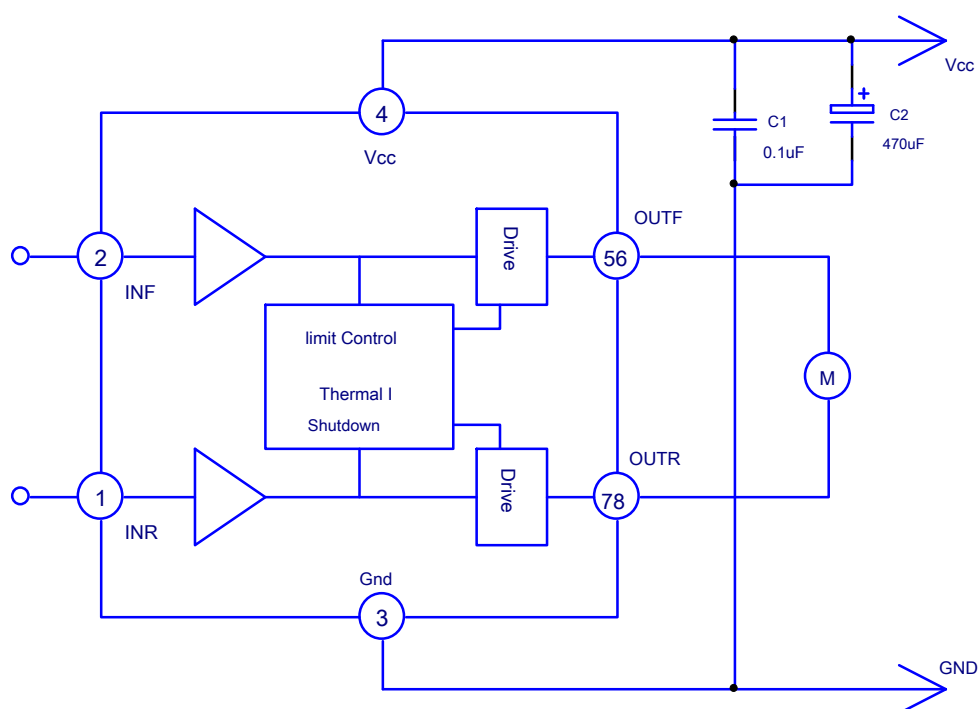 Vcc
4
Vcc
C1
0.1uF
+
C2
470uF
OUTF
2
INF
Drive
56
limit Control
Thermal I
Shutdown
M
OUTR
1
INR
Drive
78
Gnd
3
GND